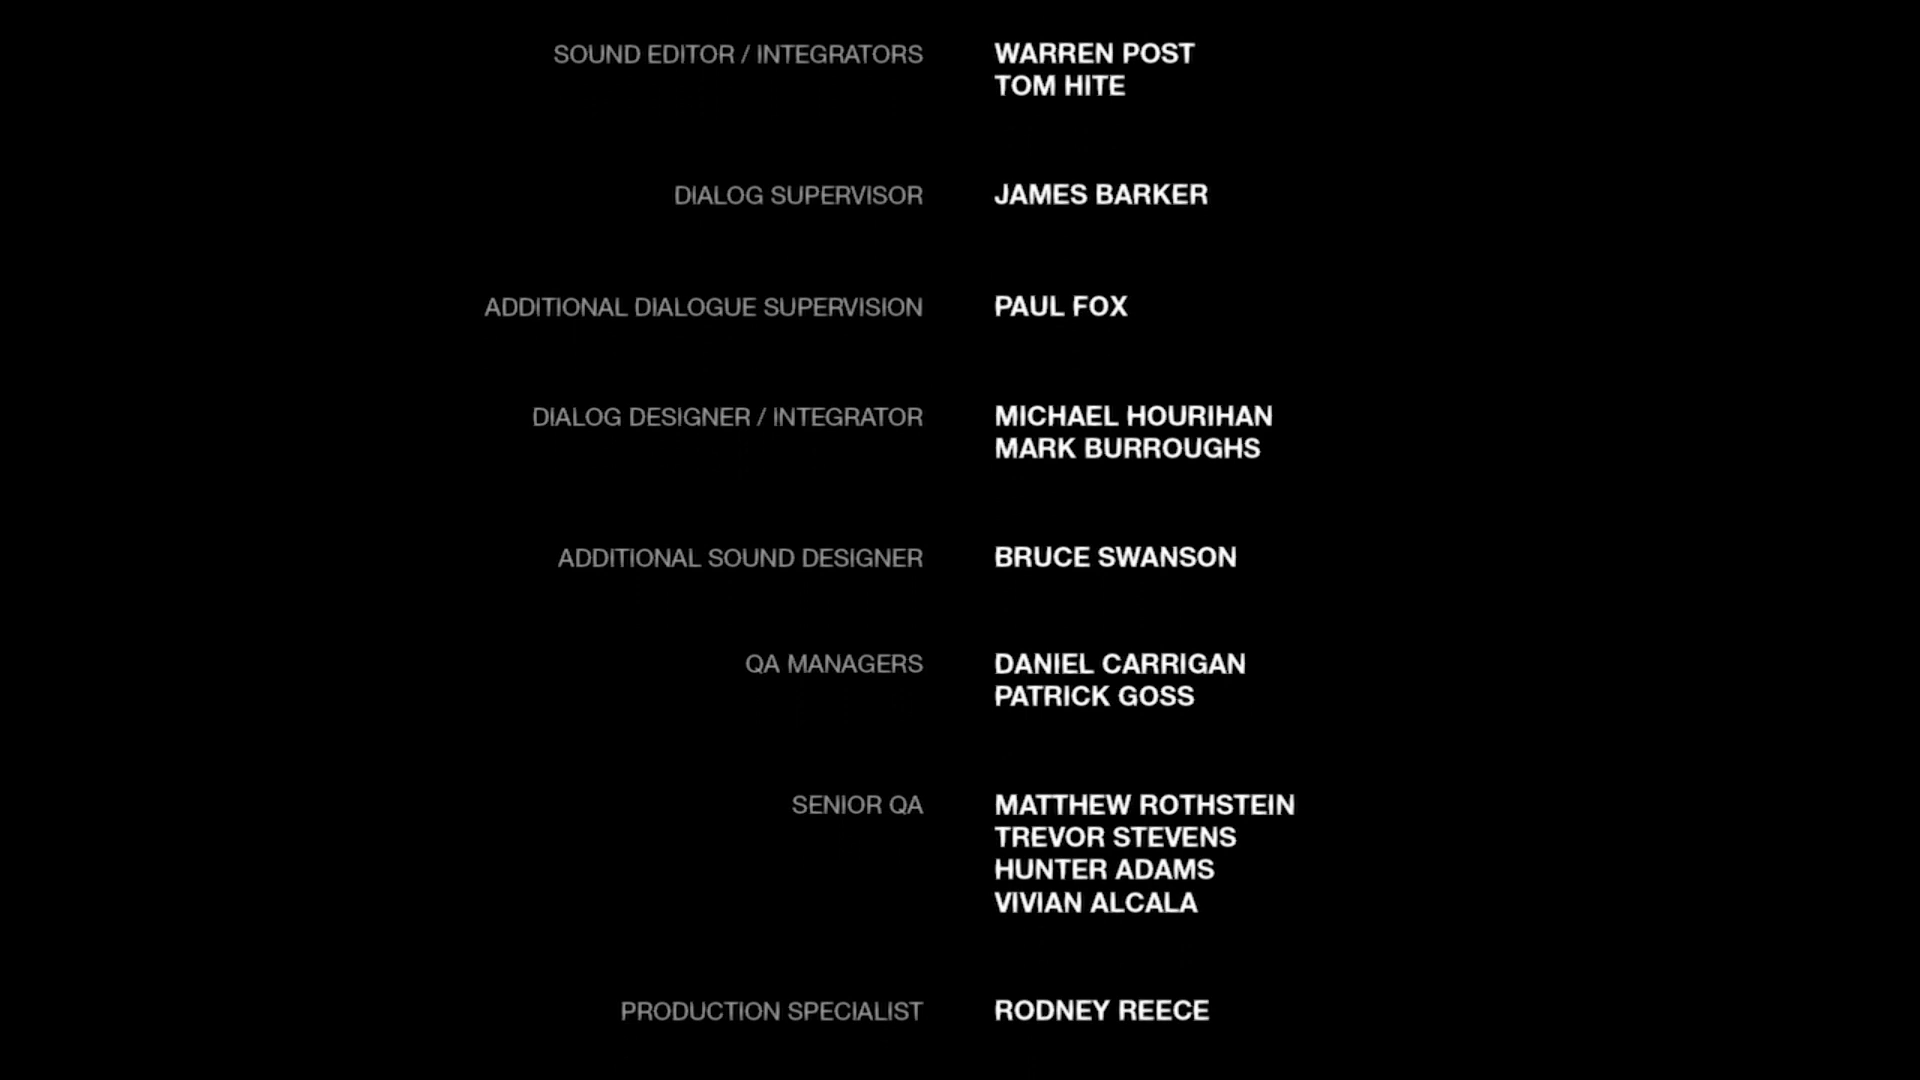 SOUND EDITOR / INTEGRATORS WARREN POST
TOM HITE
DIALOG SUPERVISOR JAMES BARKER
ADDITIONAL DIALOGUE SUPERVISION PAUL FOX
DIALOG DESIGNER / INTEGRATOR MICHAEL HOURIHAN
MARK BURROUGHS
ADDITIONAL SOUND DESIGNER BRUCE SWANSON
QA MANAGERS DANIEL CARRIGAN
PATRICK GOSS
SENIOR QA MATTHEW ROTHSTEIN
TREVOR STEVENS
HUNTER ADAMS
VIVIAN ALCALA
PRODUCTION SPECIALIST RODNEY REECE